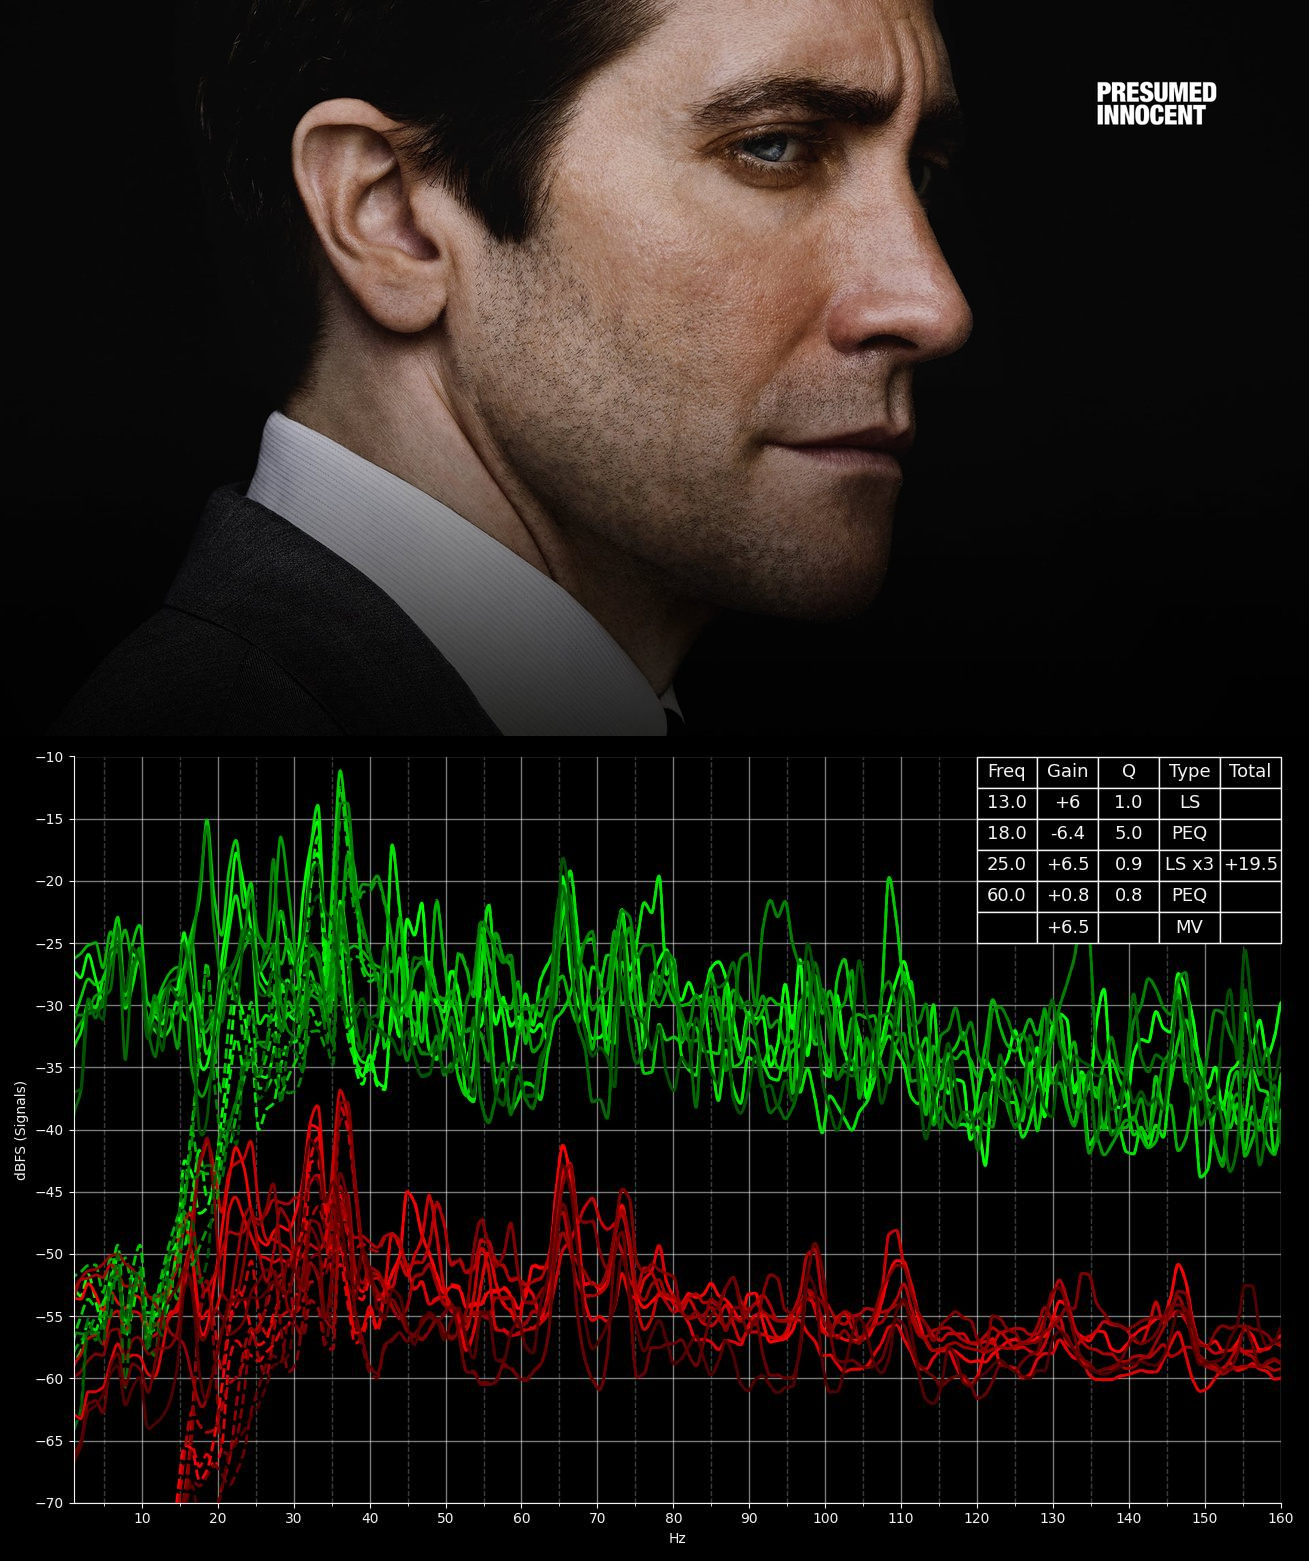 PRESUMED
INNOCENT
Freq Gain Q Type Total
13.0 +6 1.0 LS
18.0 -6.4 5.0 PEQ
25.0 +6.5 0.9 LS x3 +19.5
60.0 +0.8 0.8 PEQ
+6.5 MV
−10
−15
−20
−25
−30
−35
−40
−45
−50
−55
−60
−65
−70
dBFS (Signals)
10 20 30 40 50 60 70 80 90 100 110 120 130 140 150 160
Hz